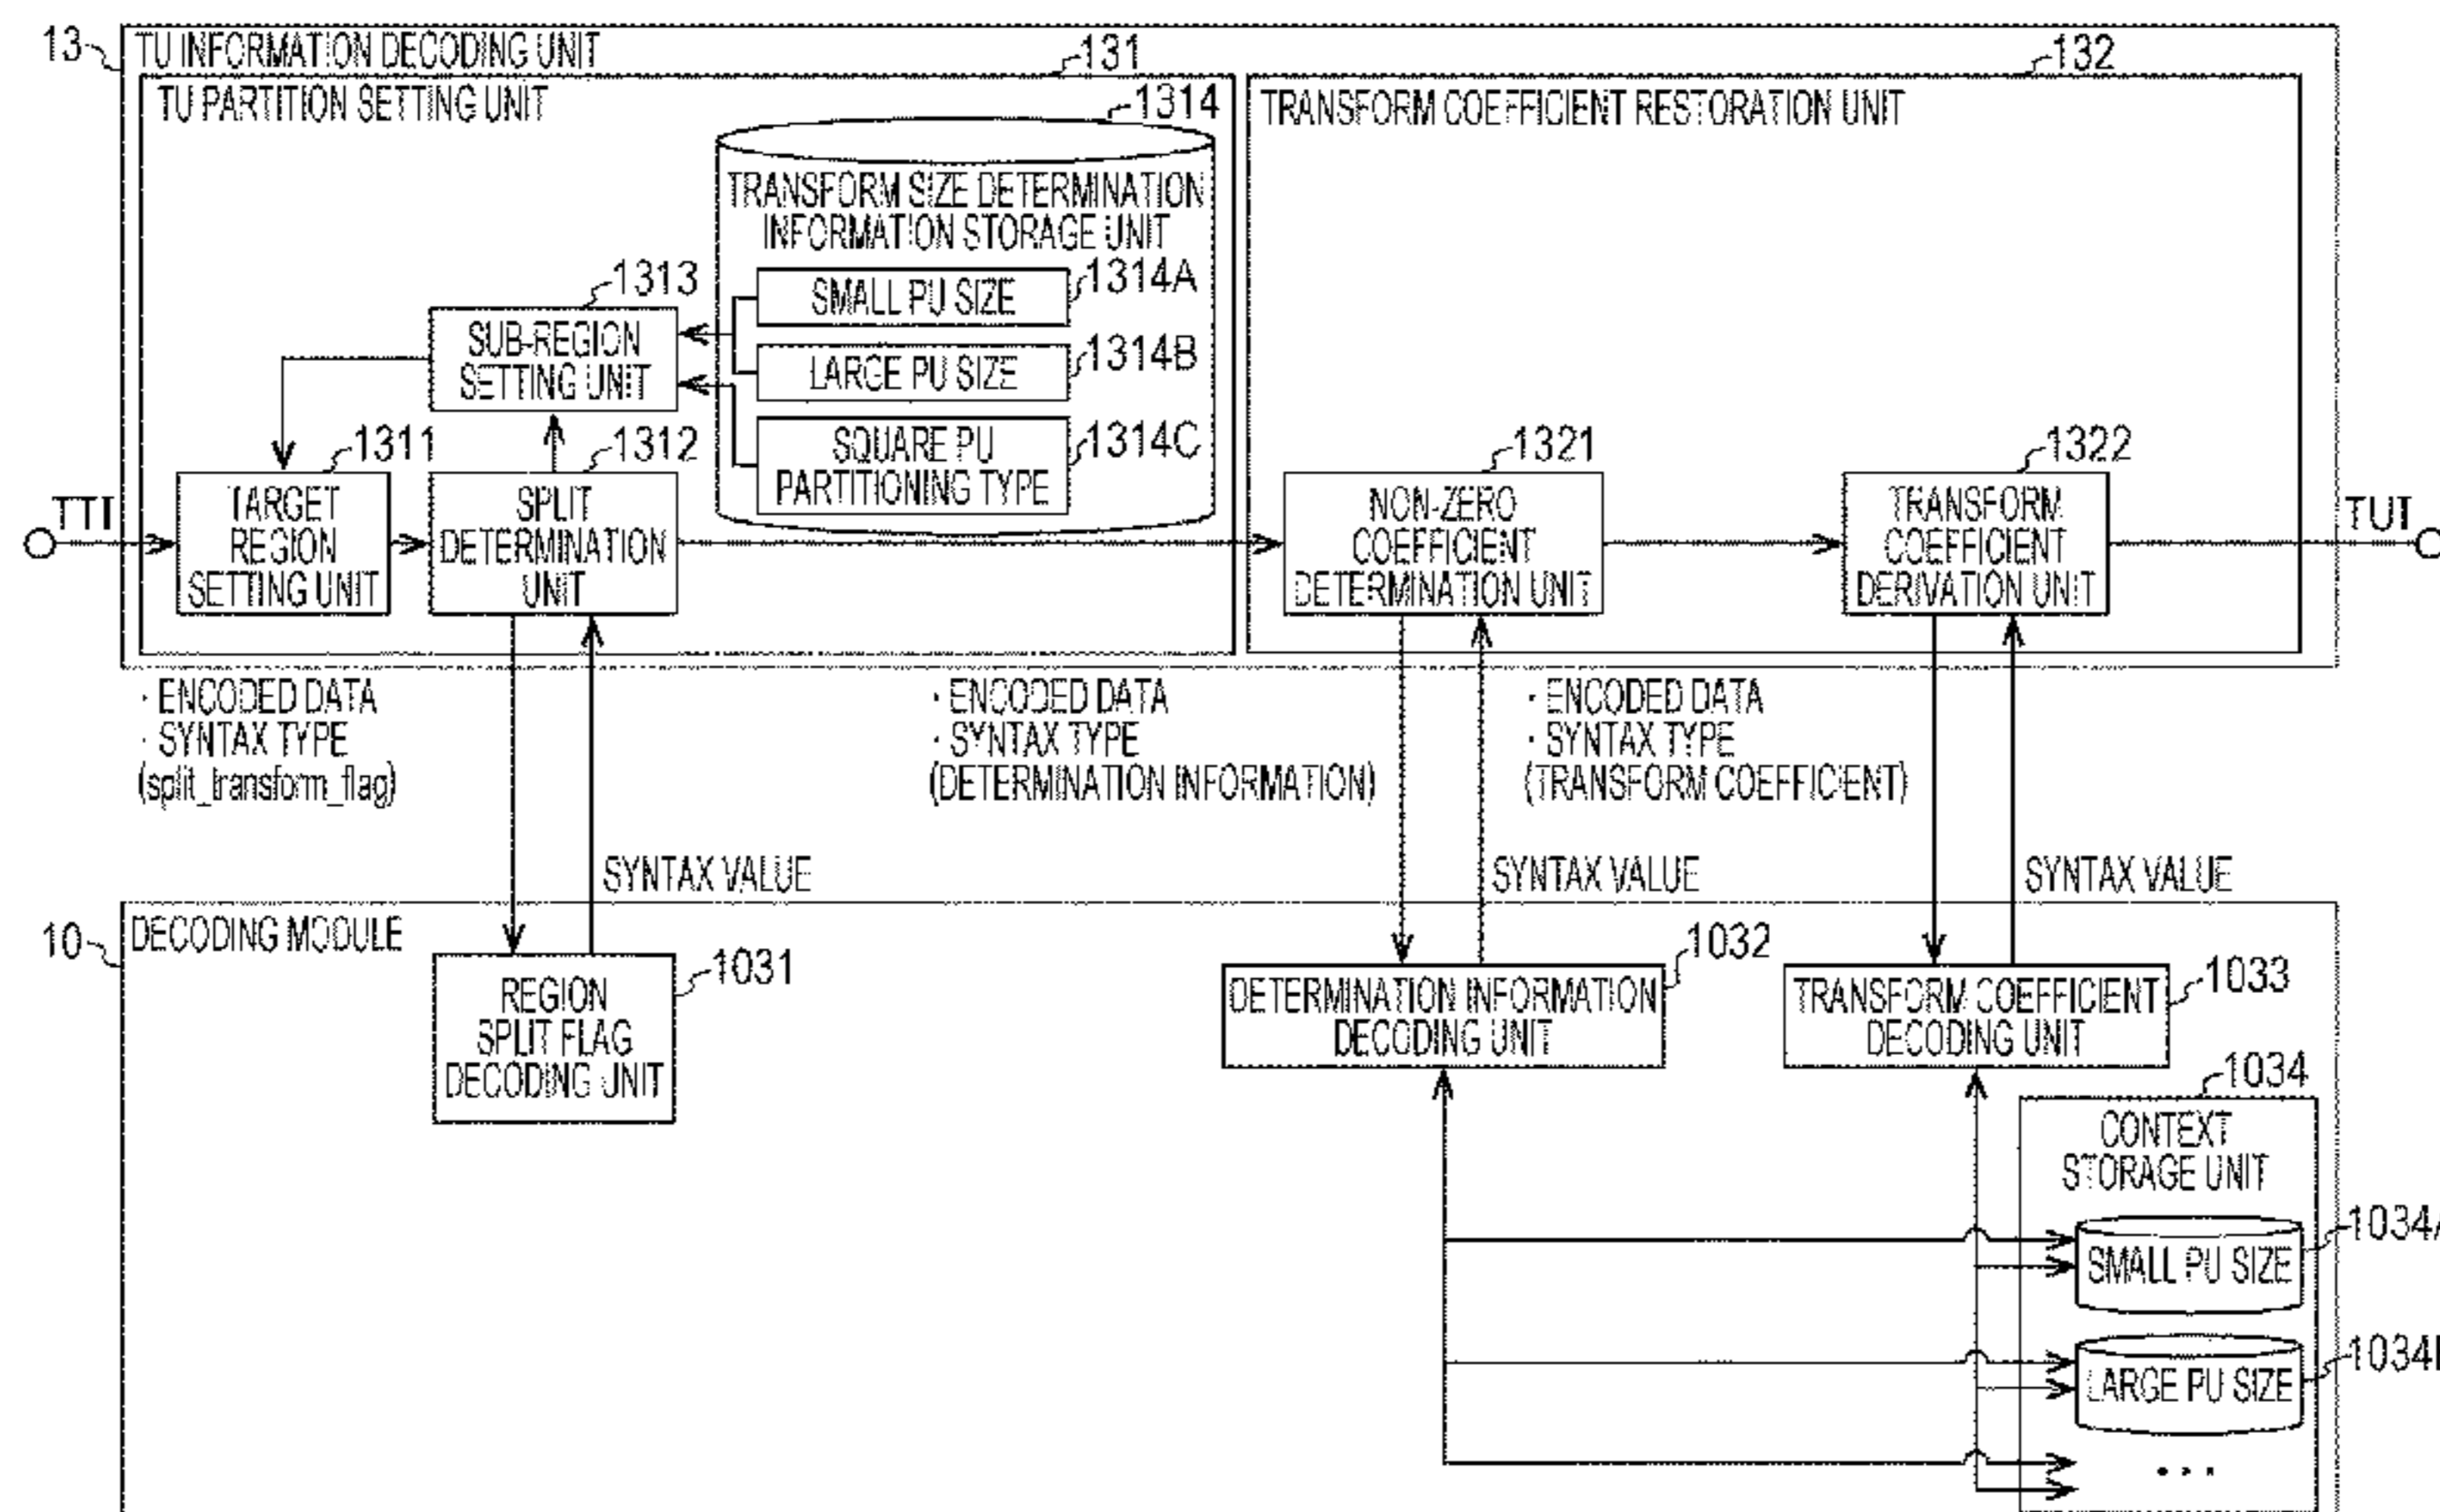 13
TU INFORMATION DECODING UNIT
131
132
TU PARTITION SETTING UNIT
1314
TRANSFORM COEFFICIENT RESTORATION UNIT
TRANSFORM SIZE DETERMINATION
INFORMATION STORAGE UNIT
1313
SMALL PU SIZE
1314A
SUB-REGION
SETTING UNIT
LARGE PU SIZE
1314B
1311
1312
SQUARE PU
PARTITIONING TYPE
1314C
1321
1322
TTI
TARGET
REGION
SETTING UNIT
SPLIT
DETERMINATION
UNIT
NON-ZERO
COEFFICIENT
DETERMINATION UNIT
TRANSFORM
COEFFICIENT
DERIVATION UNIT
TUT
· ENCODED DATA
· SYNTAX TYPE
(split_transform_flag)
· ENCODED DATA
· SYNTAX TYPE
(DETERMINATION INFORMATION)
· ENCODED DATA
· SYNTAX TYPE
(TRANSFORM COEFFICIENT)
SYNTAX VALUE
SYNTAX VALUE
SYNTAX VALUE
10
DECODING MODULE
1031
REGION
SPLIT FLAG
DECODING UNIT
1032
DETERMINATION INFORMATION
DECODING UNIT
1033
TRANSFORM COEFFICIENT
DECODING UNIT
1034
CONTEXT
STORAGE UNIT
1034A
SMALL PU SIZE
LARGE PU SIZE
. . .